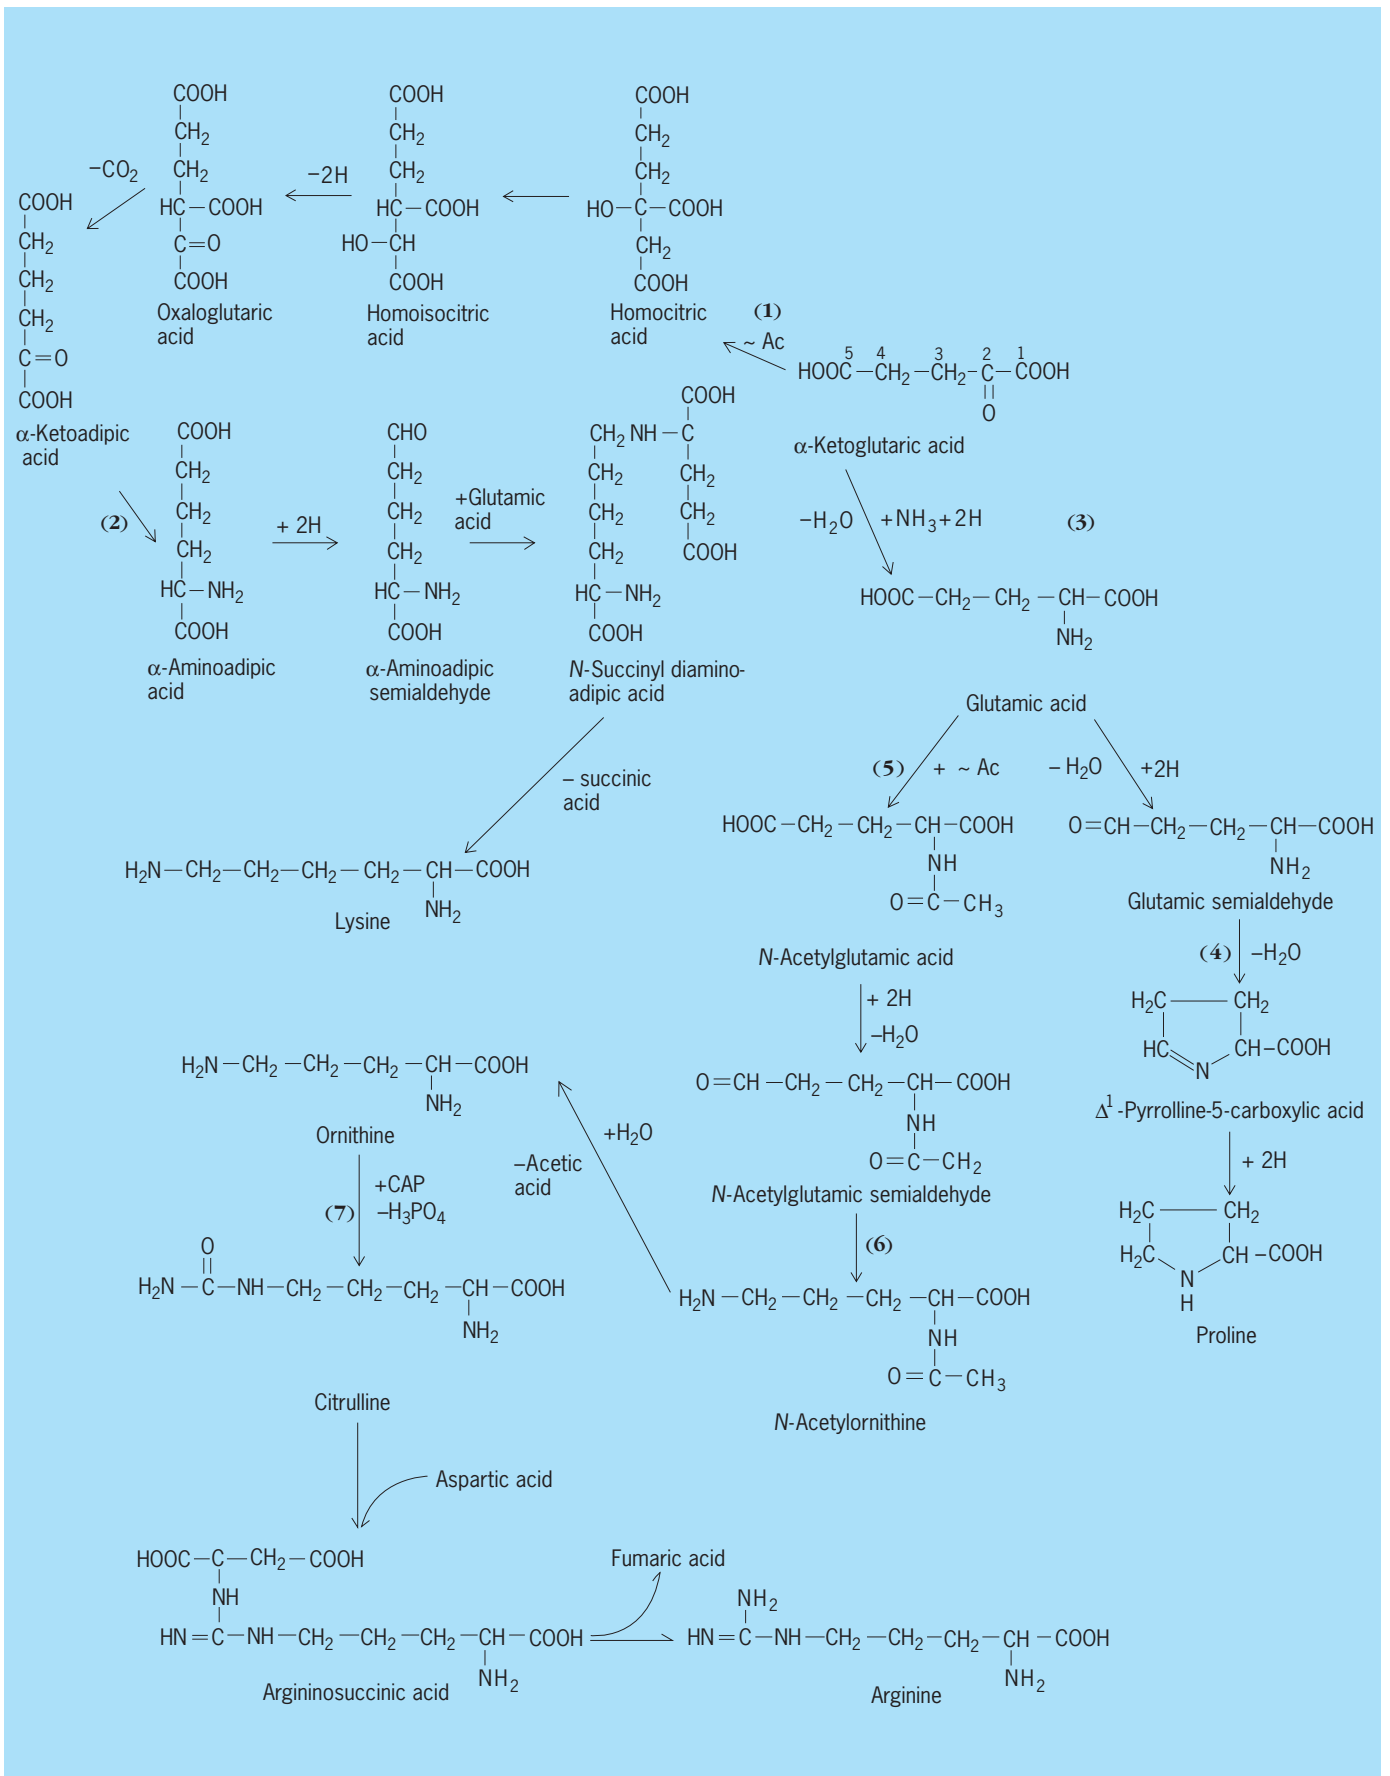 COOH
CH2
CH2
HC–COOH
C=O
COOH
Oxaloglutaric
acid
–2H
COOH
CH2
CH2
HC–COOH
HO–CH
COOH
Homoisocitric
acid
COOH
CH2
CH2
HO–C–COOH
CH2
COOH
Homocitric
acid
–CO2
COOH
CH2
CH2
CH2
C=O
COOH
α-Ketoadipic
acid
(1)
~ Ac
5 4 3 2 1
HOOC–CH2–CH2–C–COOH
O
α-Ketoglutaric acid
(2)
COOH
CH2
CH2
CH2
HC–NH2
COOH
α-Aminoadipic
acid
+ 2H
CHO
CH2
CH2
CH2
HC–NH2
COOH
α-Aminoadipic
semialdehyde
+Glutamic
acid
COOH
CH2 NH–C
CH2 CH2
CH2 CH2
CH2 COOH
HC–NH2
COOH
N-Succinyl diamino-
adipic acid
–H2O +NH3+2H
(3)
HOOC–CH2–CH2–CH–COOH
NH2
Glutamic acid
– succinic
acid
H2N–CH2–CH2–CH2–CH2–CH–COOH
NH2
Lysine
(5) + ~ Ac
– H2O +2H
HOOC–CH2–CH2–CH–COOH
NH
O=C–CH3
N-Acetylglutamic acid
O=CH–CH2–CH2–CH–COOH
NH2
Glutamic semialdehyde
(4) –H2O
H2C–CH2
HC CH–COOH
N
Δ1-Pyrrolline-5-carboxylic acid
+ 2H
H2C–CH2
H2C CH–COOH
N
H
Proline
+ 2H
–H2O
O=CH–CH2–CH2–CH–COOH
NH
O=C–CH2
N-Acetylglutamic semialdehyde
(6)
H2N–CH2–CH2–CH2–CH–COOH
NH
O=C–CH3
N-Acetylornithine
+H2O
–Acetic
acid
H2N–CH2–CH2–CH2–CH–COOH
NH2
Ornithine
+CAP
(7) –H3PO4
O
H2N–C–NH–CH2–CH2–CH2–CH–COOH
NH2
Citrulline
Aspartic acid
HOOC–C–CH2–COOH
NH
HN=C–NH–CH2–CH2–CH2–CH–COOH
NH2
Argininosuccinic acid
Fumaric acid
NH2
HN=C–NH–CH2–CH2–CH2–CH–COOH
NH2
Arginine